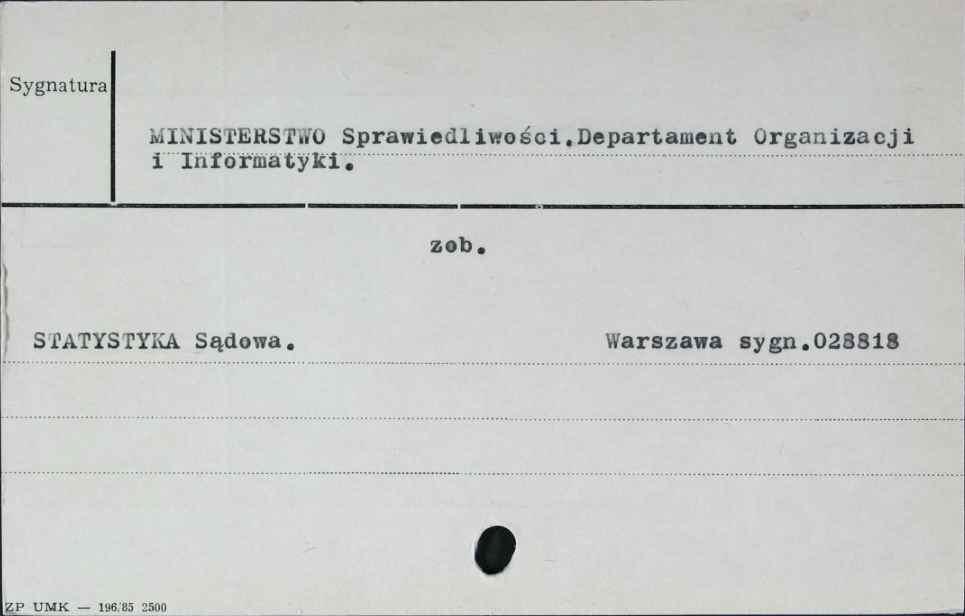 Sygnatura
MINISTERSTWO Sprawiedliwości.Departament Organizacji
i Informatyki.
zob.
STATYSTYKA Sądowa. Warszawa sygn.028818
ZP UMK — 196/85 2500